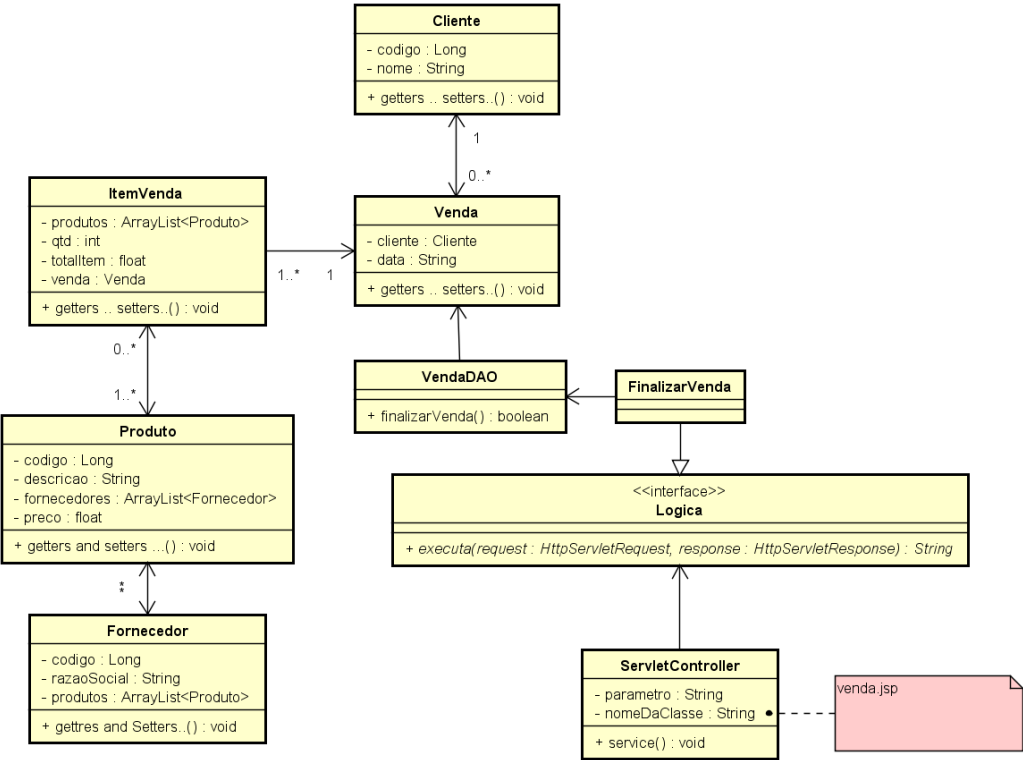 Cliente
- codigo : Long
- nome : String
+ getters .. setters..() : void
1
0..*
ItemVenda
- produtos : ArrayList<Produto>
- qtd : int
- totalItem : float
- venda : Venda
+ getters .. setters..() : void
1..*
1
Venda
- cliente : Cliente
- data : String
+ getters .. setters..() : void
0..*
1..*
VendaDAO
+ finalizarVenda() : boolean
FinalizarVenda
Produto
- codigo : Long
- descricao : String
- fornecedores : ArrayList<Fornecedor>
- preco : float
+ getters and setters ...() : void
<<interface>>
Logica
+ executa(request : HttpServletRequest, response : HttpServletResponse) : String
*
*
Fornecedor
- codigo : Long
- razaoSocial : String
- produtos : ArrayList<Produto>
+ gettres and Setters..() : void
ServletController
- parametro : String
- nomeDaClasse : String
+ service() : void
venda.jsp